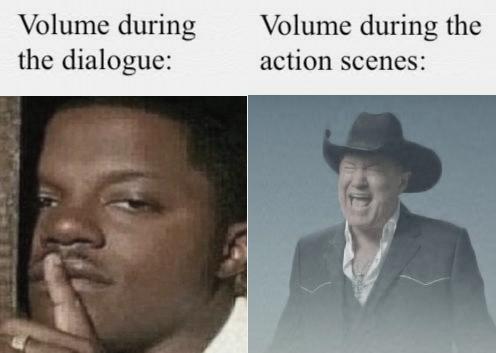 Volume during
the dialogue:
Volume during the
action scenes: